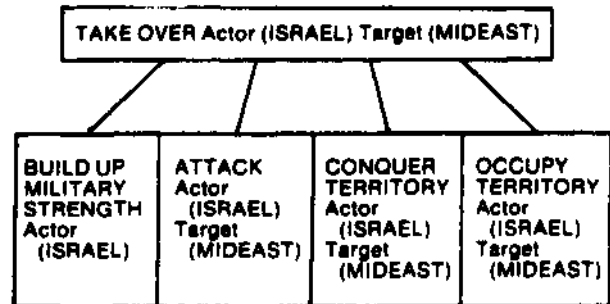 TAKE OVER Actor (ISRAEL) Target (MIDEAST)
BUILD UP
MILITARY
STRENGTH
Actor
(ISRAEL)
ATTACK
Actor
(ISRAEL)
Target
(MIDEAST)
CONQUER
TERRITORY
Actor
(ISRAEL)
Target
(MIDEAST)
OCCUPY
TERRITORY
Actor
(ISRAEL)
Target
(MIDEAST)